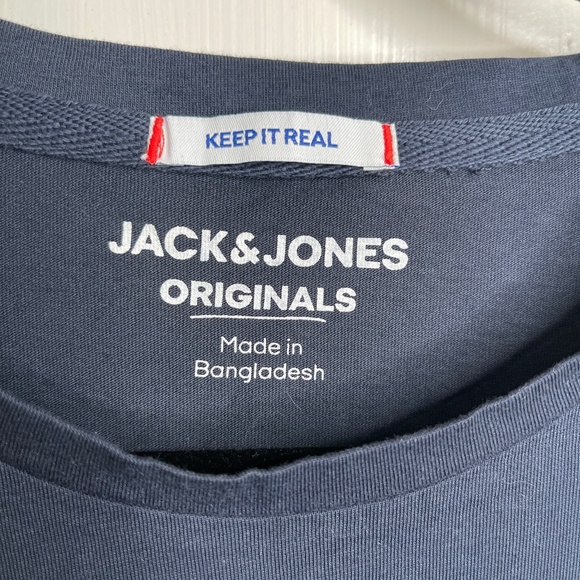 KEEP IT REAL
JACK&JONES
ORIGINALS
Made in
Bangladesh